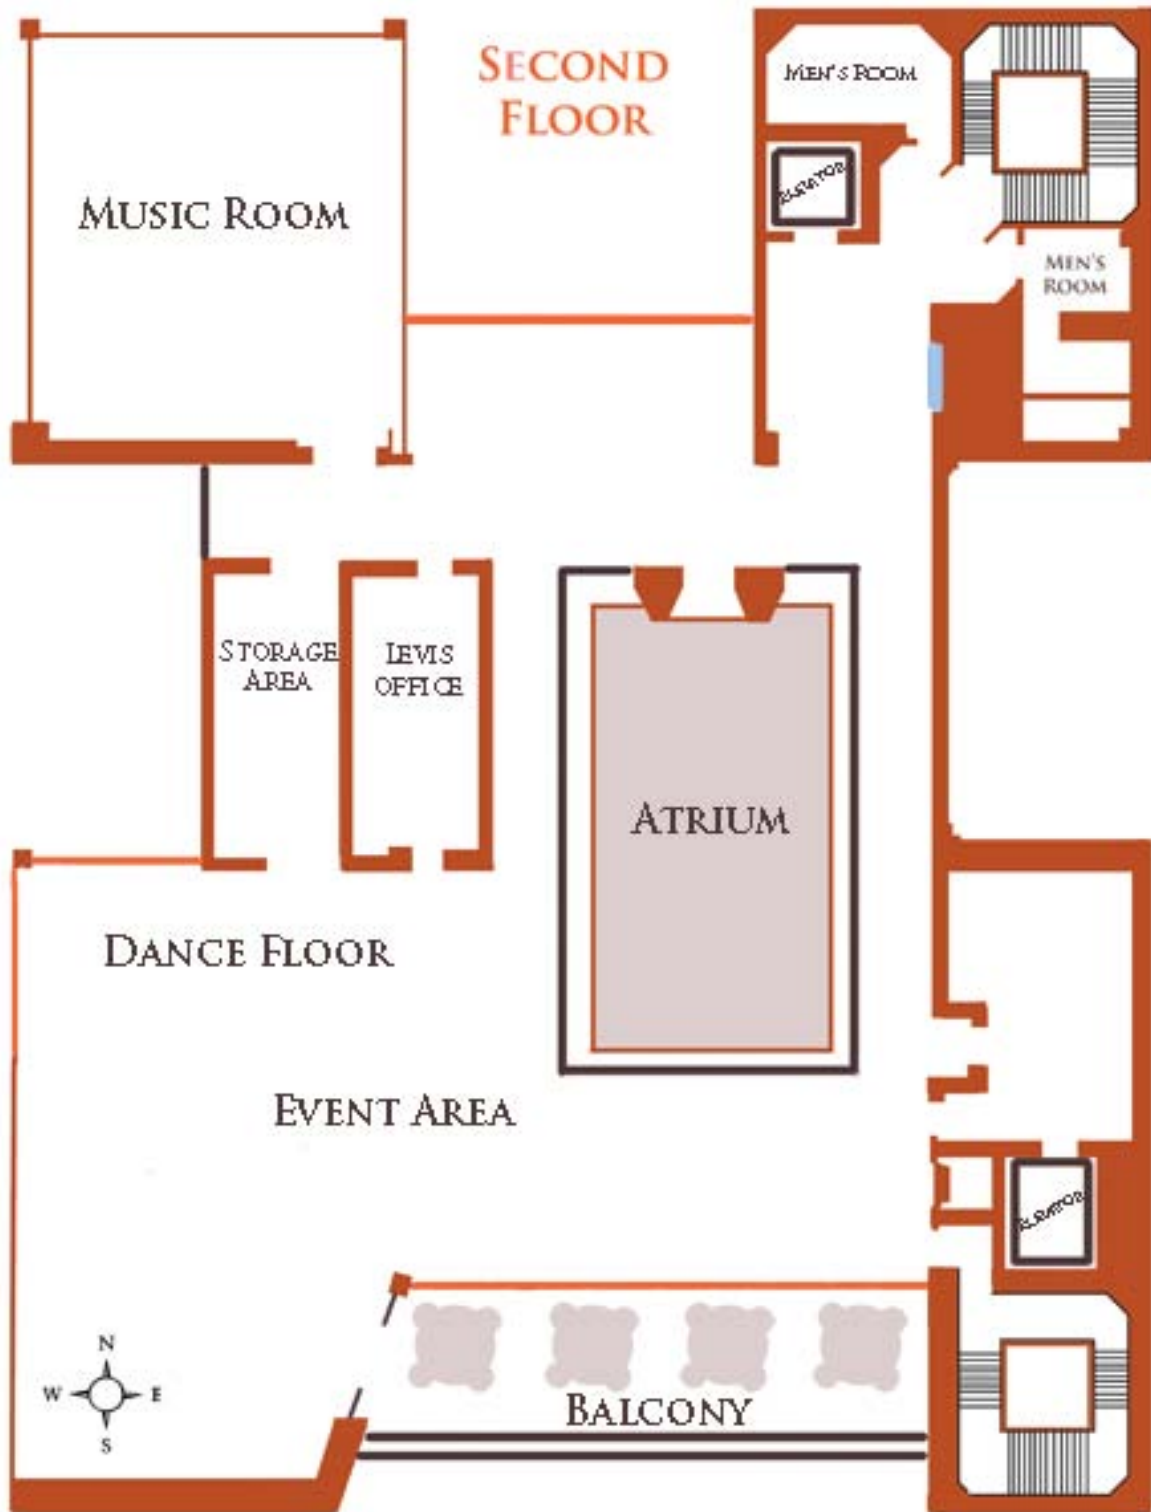 SECOND
FLOOR
MEN'S ROOM
ELEVATOR
MUSIC ROOM
MEN'S
ROOM
STORAGE
AREA
LEVIS
OFFICE
ATRIUM
DANCE FLOOR
EVENT AREA
ELEVATOR
BALCONY
N
W
E
S